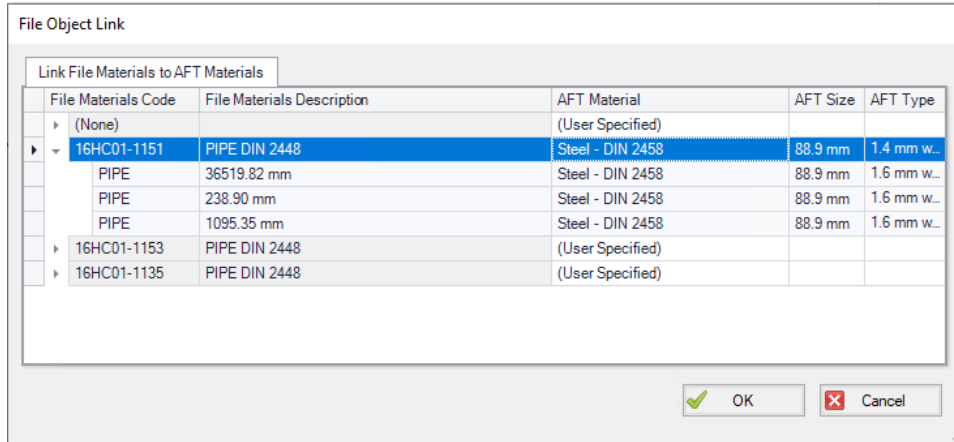 File Object Link
Link File Materials to AFT Materials
File Materials Code File Materials Description AFT Material AFT Size AFT Type
(None) (User Specified)
16HC01-1151 PIPE DIN 2448 Steel - DIN 2458 88.9 mm 1.4 mm w...
PIPE 36519.82 mm Steel - DIN 2458 88.9 mm 1.6 mm w...
PIPE 238.90 mm Steel - DIN 2458 88.9 mm 1.6 mm w...
PIPE 1095.35 mm Steel - DIN 2458 88.9 mm 1.6 mm w...
16HC01-1153 PIPE DIN 2448 (User Specified)
16HC01-1135 PIPE DIN 2448 (User Specified)
OK Cancel